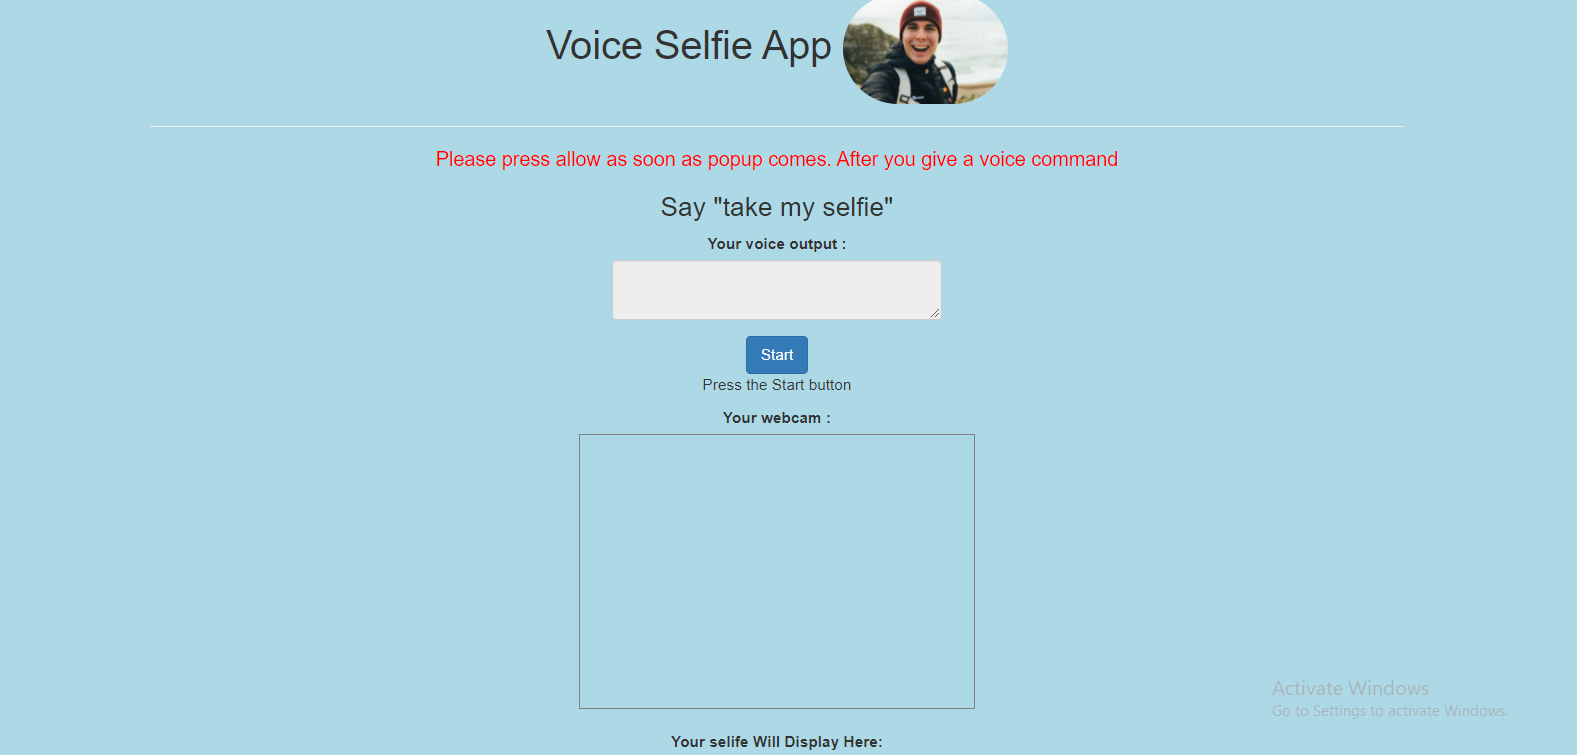 Voice Selfie App
Please press allow as soon as popup comes. After you give a voice command
Say "take my selfie"
Your voice output :
Start
Press the Start button
Your webcam :
Activate Windows
Go to Settings to activate Windows.
Your selife Will Display Here: